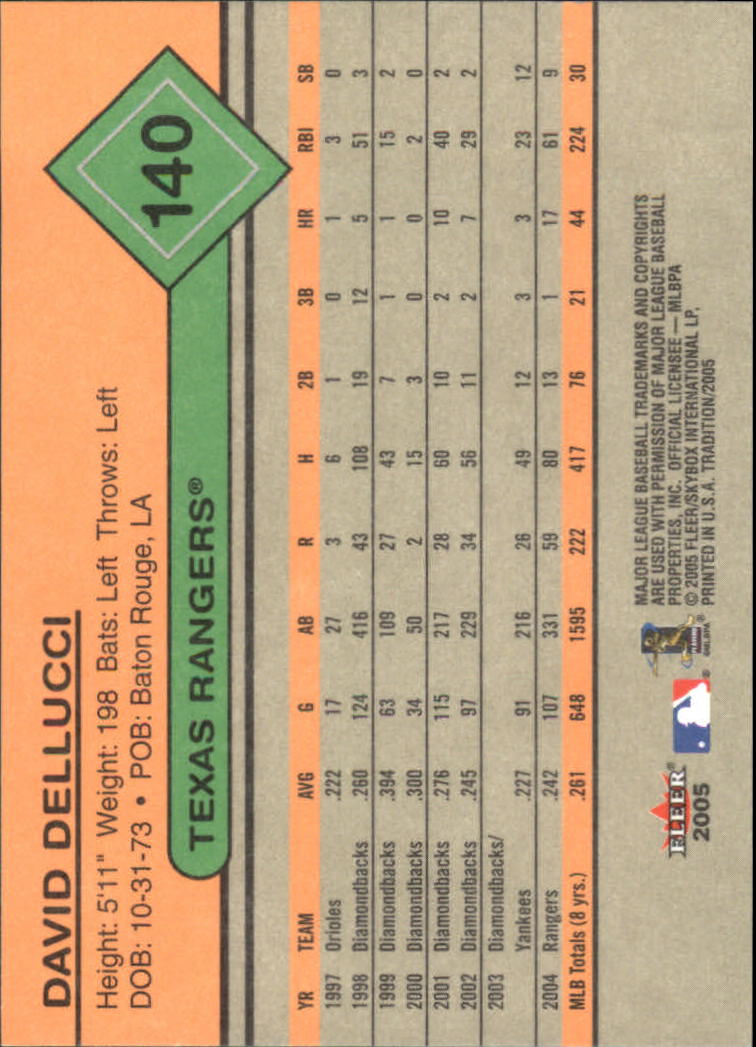 DAVID DELLUCCI
Height: 5'11" Weight: 198 Bats: Left Throws: Left
DOB: 10-31-73 • POB: Baton Rouge, LA
140
TEXAS RANGERS®
YR TEAM AVG G AB R H 2B 3B HR RBI SB
1997 Orioles .222 17 27 3 6 1 0 1 3 0
1998 Diamondbacks .260 124 416 43 108 19 12 5 51 3
1999 Diamondbacks .394 63 109 27 43 7 1 1 15 2
2000 Diamondbacks .300 34 50 2 15 3 0 0 2 0
2001 Diamondbacks .276 115 217 28 60 10 2 10 40 2
2002 Diamondbacks .245 97 229 34 56 11 2 7 29 2
2003 Diamondbacks/
Yankees .227 91 216 26 49 12 3 3 23 12
2004 Rangers .242 107 331 59 80 13 1 17 61 9
MLB Totals (8 yrs.) .261 648 1595 222 417 76 21 44 224 30
FLEER®
2005
MAJOR LEAGUE BASEBALL TRADEMARKS AND COPYRIGHTS
ARE USED WITH PERMISSION OF MAJOR LEAGUE BASEBALL
PROPERTIES, INC. OFFICIAL LICENSEE — MLBPA
© 2005 FLEER/SKYBOX INTERNATIONAL LP,
PRINTED IN U.S.A. TRADITION/2005